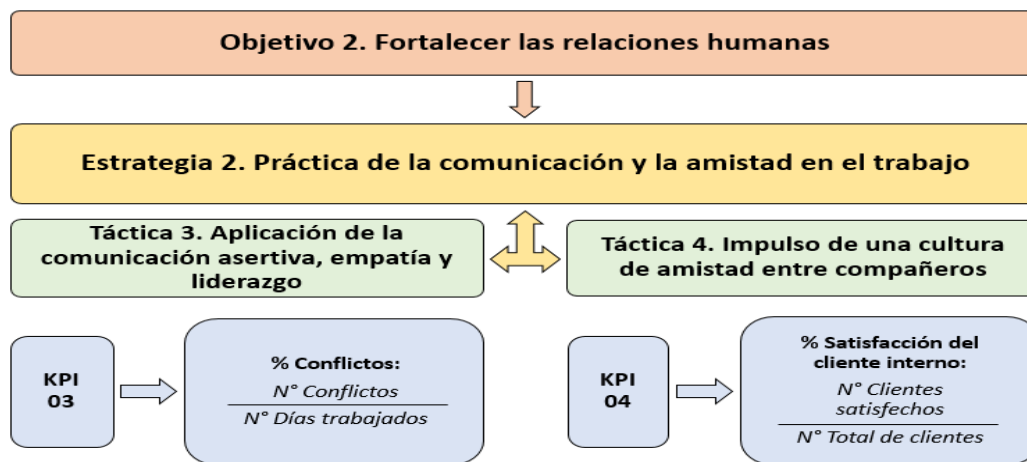 Objetivo 2. Fortalecer las relaciones humanas
Estrategia 2. Práctica de la comunicación y la amistad en el trabajo
Táctica 3. Aplicación de la
comunicación asertiva, empatía y
liderazgo
Táctica 4. Impulso de una cultura
de amistad entre compañeros
KPI
03
% Conflictos:
N° Conflictos
N° Días trabajados
KPI
04
% Satisfacción del
cliente interno:
N° Clientes
satisfechos
N° Total de clientes